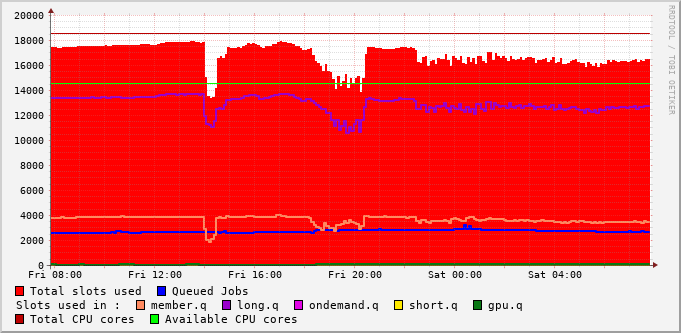 RRDTOOL / TOBI OETIKER
20000
18000
16000
14000
12000
10000
8000
6000
4000
2000
0
Fri 08:00 Fri 12:00 Fri 16:00 Fri 20:00 Sat 00:00 Sat 04:00
Total slots used Queued Jobs
Slots used in : member.q long.q ondemand.q short.q gpu.q
Total CPU cores Available CPU cores